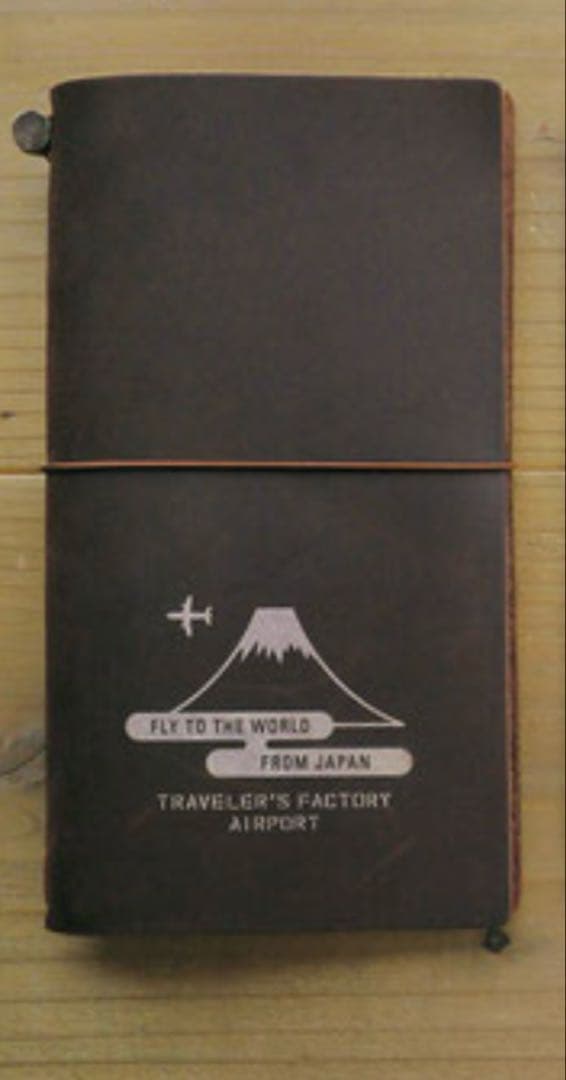 FLY TO THE WORLD
FROM JAPAN
TRAVELER'S FACTORY
AIRPORT